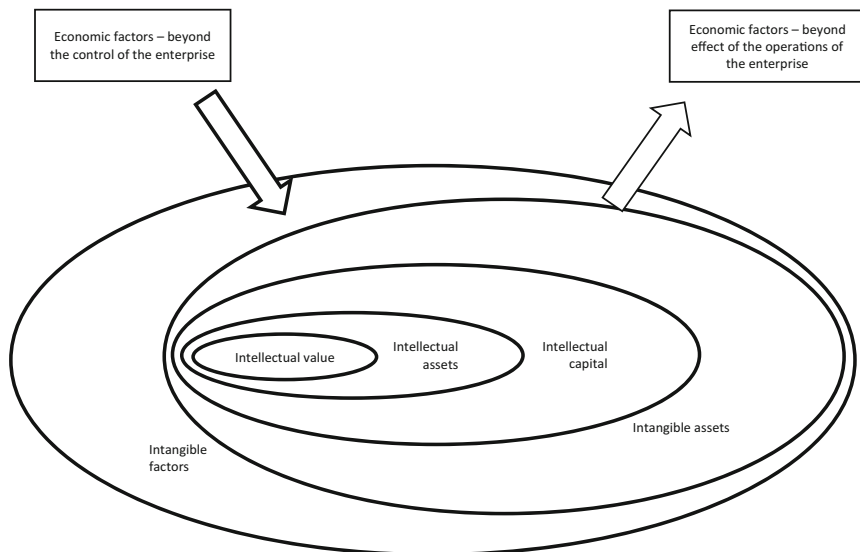 Economic factors – beyond
the control of the enterprise
Economic factors – beyond
effect of the operations of
the enterprise
Intellectual value
Intellectual
assets
Intellectual
capital
Intangible assets
Intangible
factors